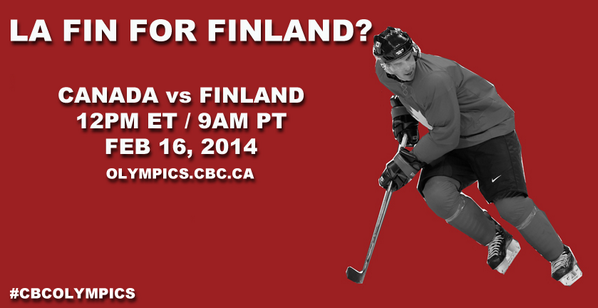 LA FIN FOR FINLAND?
CANADA vs FINLAND
12PM ET / 9AM PT
FEB 16, 2014
OLYMPICS.CBC.CA
#CBCOLYMPICS